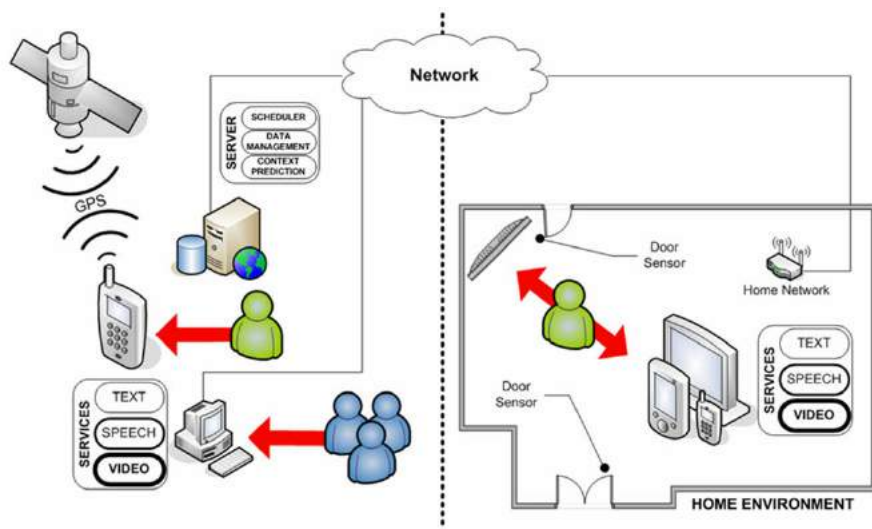 Network
SERVER
SCHEDULER
DATA
MANAGEMENT
CONTEXT
PREDICTION
GPS
SERVICES
TEXT
SPEECH
VIDEO
Door
Sensor
Home Network
Door
Sensor
SERVICES
TEXT
SPEECH
VIDEO
HOME ENVIRONMENT